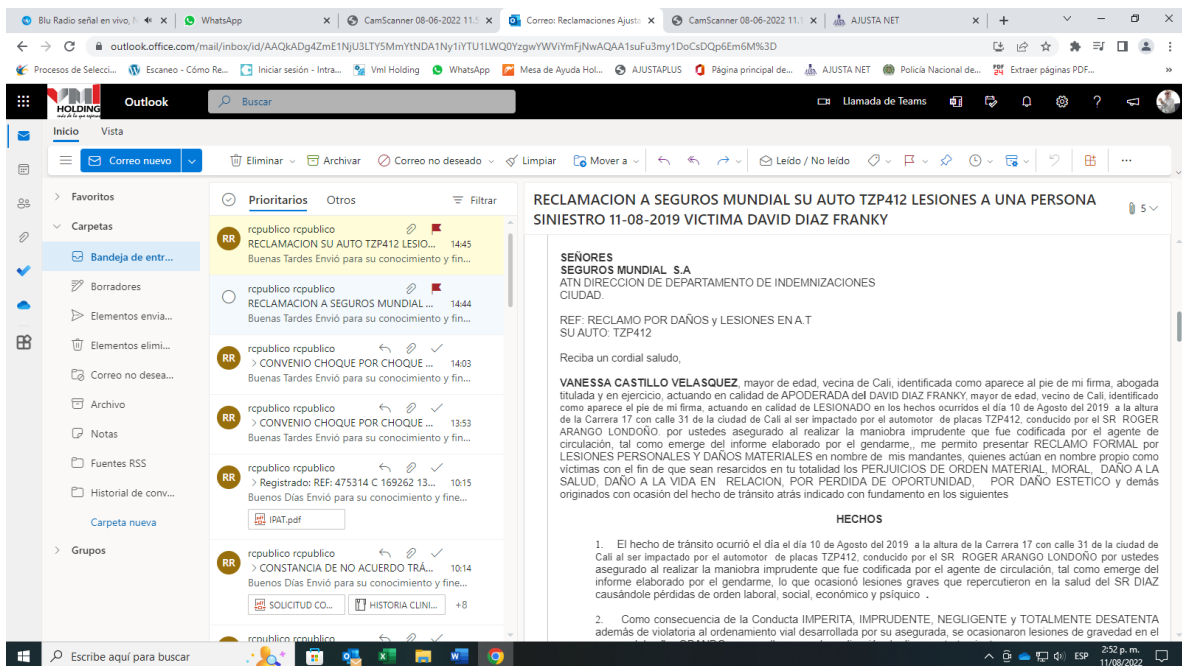 Blu Radio señal en vivo, N
WhatsApp
CamScanner 08-06-2022 11.5
Correo: Reclamaciones Ajusta
CamScanner 08-06-2022 11.1
AJUSTA NET
outlook.office.com/mail/inbox/id/AAQkADg4ZmE1NjU3LTY5MmYtNDA1Ny1iYTU1LWQ0YzgwYWViYmFjNwAQAA1suFu3my1DoCsDQp6Em6M%3D
Procesos de Selecci...
Escaneo - Cómo Re...
Iniciar sesión - Intra...
Vml Holding
WhatsApp
Mesa de Ayuda Hol...
AJUSTAPLUS
Página principal de...
AJUSTA NET
Policía Nacional de...
Extraer páginas PDF...
HOLDING
Outlook
Buscar
Llamada de Teams
Inicio
Vista
Correo nuevo
Eliminar
Archivar
Correo no deseado
Limpiar
Mover a
Leído / No leído
Favoritos
Carpetas
Bandeja de entr...
Borradores
Elementos envia...
Elementos elimi...
Correo no desea...
Archivo
Notas
Fuentes RSS
Historial de conv...
Carpeta nueva
Grupos
Prioritarios
Otros
Filtrar
RR
rcpublico rcpublico
RECLAMACION SU AUTO TZP412 LESIO... 14:45
Buenas Tardes Envió para su conocimiento y fin...
rcpublico rcpublico
RECLAMACION A SEGUROS MUNDIAL ... 14:44
Buenas Tardes Envió para su conocimiento y fin...
RR
rcpublico rcpublico
> CONVENIO CHOQUE POR CHOQUE ... 14:03
Buenas Tardes Envió para su conocimiento y fin...
RR
rcpublico rcpublico
> CONVENIO CHOQUE POR CHOQUE ... 13:53
Buenas Tardes Envió para su conocimiento y fin...
RR
rcpublico rcpublico
> Registrado: REF: 475314 C 169262 13... 10:15
Buenos Días Envió para su conocimiento y fine...
IPAT.pdf
RR
rcpublico rcpublico
> CONSTANCIA DE NO ACUERDO TRÁ... 10:14
Buenos Días Envió para su conocimiento y fine...
SOLICITUD CO...
HISTORIA CLINI...
+8
rcpublico rcpublico
RECLAMACION A SEGUROS MUNDIAL SU AUTO TZP412 LESIONES A UNA PERSONA
SINIESTRO 11-08-2019 VICTIMA DAVID DIAZ FRANKY
5
SEÑORES
SEGUROS MUNDIAL S.A
ATN DIRECCION DE DEPARTAMENTO DE INDEMNIZACIONES
CIUDAD.
REF: RECLAMO POR DAÑOS y LESIONES EN A.T
SU AUTO: TZP412
Reciba un cordial saludo,
VANESSA CASTILLO VELASQUEZ, mayor de edad, vecina de Cali, identificada como aparece al pie de mi firma, abogada
titulada y en ejercicio, actuando en calidad de APODERADA del DAVID DIAZ FRANKY, mayor de edad, vecino de Cali, identificado
como aparece el pie de mi firma, actuando en calidad de LESIONADO en los hechos ocurridos el día 10 de Agosto del 2019 a la altura
de la Carrera 17 con calle 31 de la ciudad de Cali al ser impactado por el automotor de placas TZP412, conducido por el SR ROGER
ARANGO LONDOÑO. por ustedes asegurado al realizar la maniobra imprudente que fue codificada por el agente de
circulación, tal como emerge del informe elaborado por el gendarme,, me permito presentar RECLAMO FORMAL por
LESIONES PERSONALES Y DAÑOS MATERIALES en nombre de mis mandantes, quienes actúan en nombre propio como
víctimas con el fin de que sean resarcidos en tu totalidad los PERJUICIOS DE ORDEN MATERIAL, MORAL, DAÑO A LA
SALUD, DAÑO A LA VIDA EN RELACION, POR PERDIDA DE OPORTUNIDAD, POR DAÑO ESTETICO y demás
originados con ocasión del hecho de tránsito atrás indicado con fundamento en los siguientes
HECHOS
1. El hecho de tránsito ocurrió el día el día 10 de Agosto del 2019 a la altura de la Carrera 17 con calle 31 de la ciudad de
Cali al ser impactado por el automotor de placas TZP412, conducido por el SR ROGER ARANGO LONDOÑO por ustedes
asegurado al realizar la maniobra imprudente que fue codificada por el agente de circulación, tal como emerge del
informe elaborado por el gendarme, lo que ocasionó lesiones graves que repercutieron en la salud del SR DIAZ
causándole pérdidas de orden laboral, social, económico y psíquico .
2. Como consecuencia de la Conducta IMPERITA, IMPRUDENTE, NEGLIGENTE y TOTALMENTE DESATENTA
además de violatoria al ordenamiento vial desarrollada por su asegurada, se ocasionaron lesiones de gravedad en el
Escribe aquí para buscar
ESP
2:52 p. m.
11/08/2022